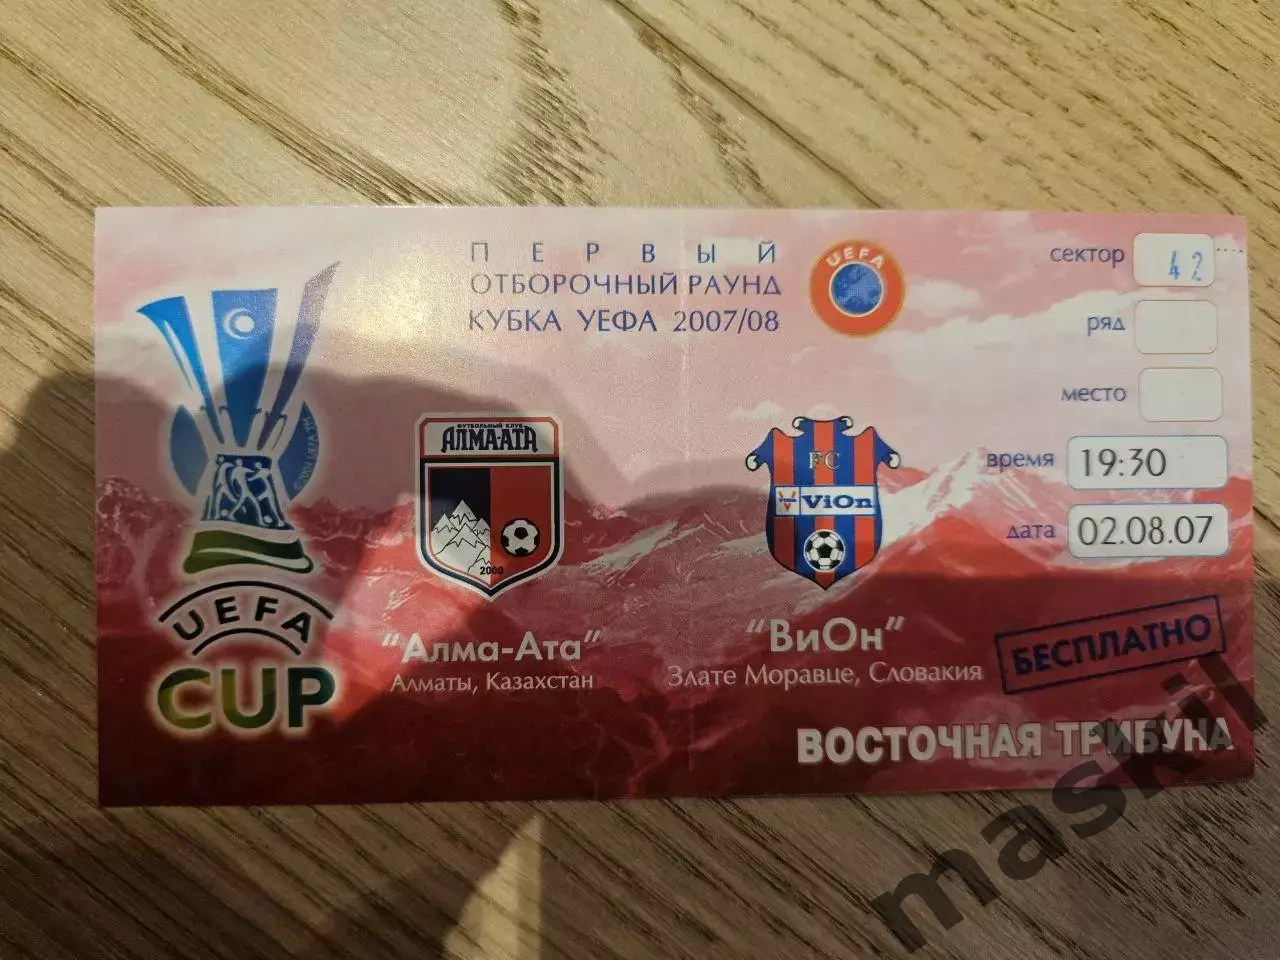 ПЕРВЫЙ
ОТБОРОЧНЫЙ РАУНД
КУБКА УЕФА 2007/08
UEFA
сектор 42
ряд
место
время 19:30
дата 02.08.07
ФУТБОЛЬНЫЙ КЛУБ
АЛМА-АТА
2000
FC
ViOn
"Алма-Ата"
Алматы, Казахстан
"ВиОн"
Злате Моравце, Словакия
UEFA
CUP
БЕСПЛАТНО
ВОСТОЧНАЯ ТРИБУНА
maskil